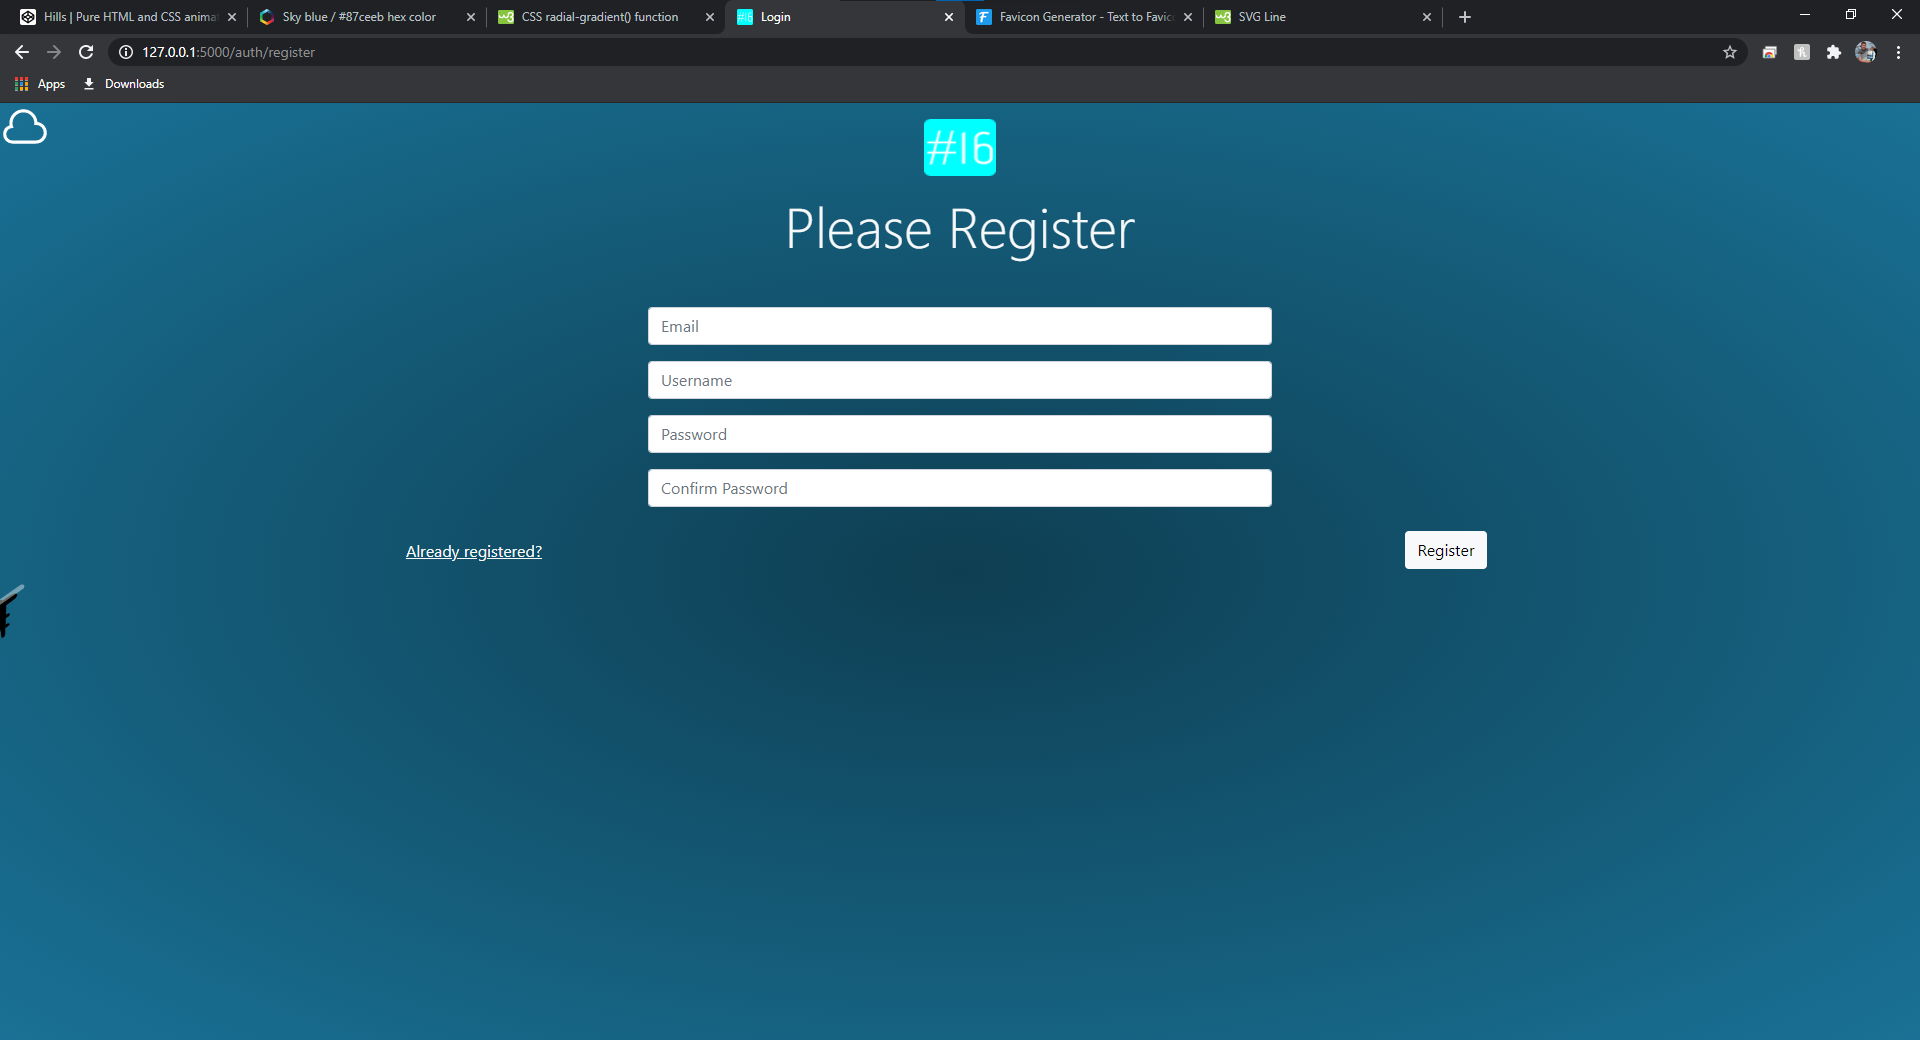 Hills | Pure HTML and CSS anima
Sky blue / #87ceeb hex color
CSS radial-gradient() function
#16 Login
Favicon Generator - Text to Favic
SVG Line
127.0.0.1:5000/auth/register
Apps
Downloads
#16
Please Register
Email
Username
Password
Confirm Password
Already registered?
Register